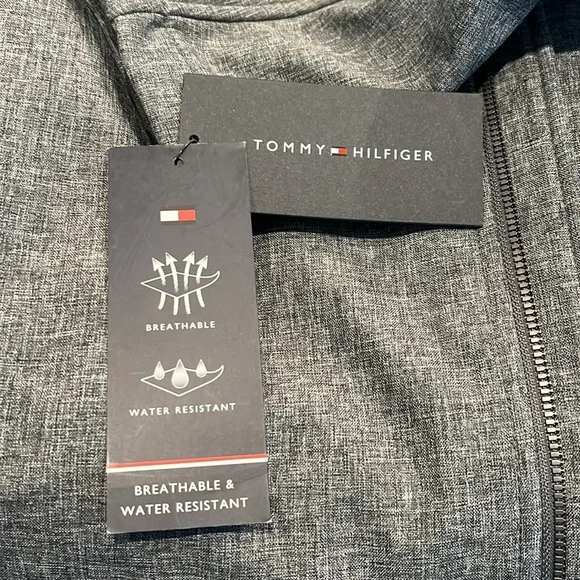 TOMMY HILFIGER
BREATHABLE
WATER RESISTANT
BREATHABLE &
WATER RESISTANT